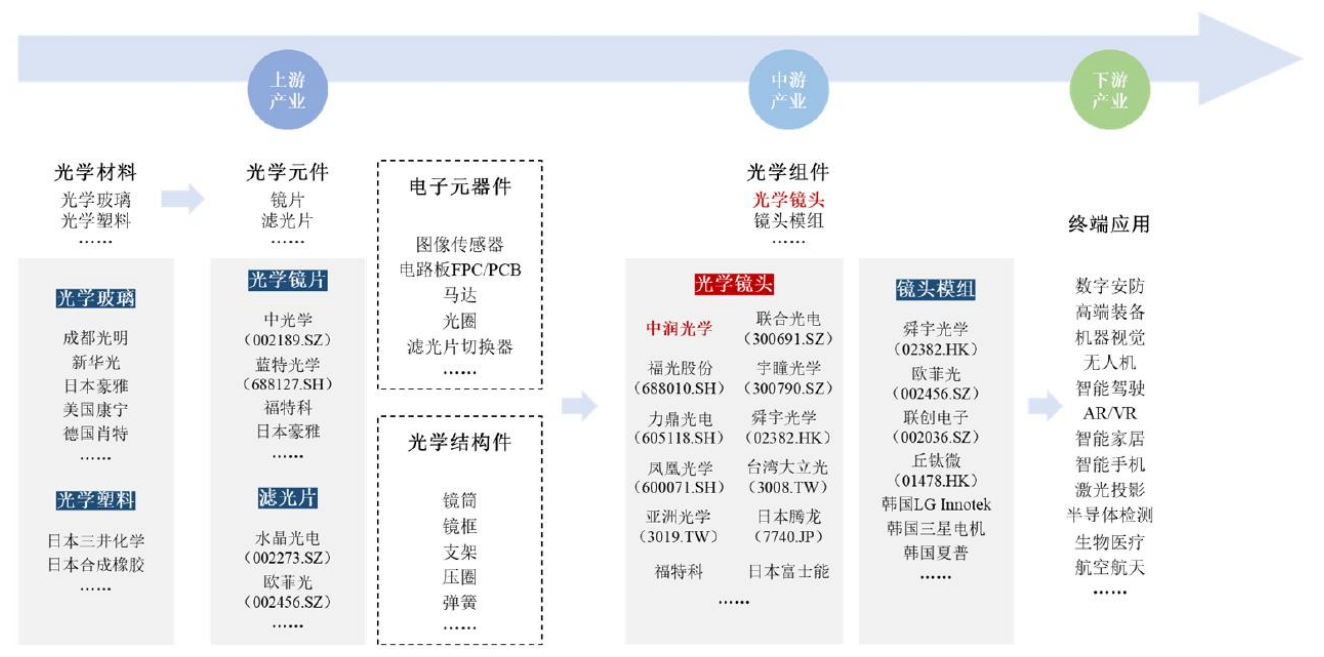 上游
产业
中游
产业
下游
产业
光学材料
光学玻璃
光学塑料
……
光学玻璃
成都光明
新华光
日本豪雅
美国康宁
德国肖特
……
光学塑料
日本三井化学
日本合成橡胶
……
光学元件
镜片
滤光片
……
光学镜片
中光学
（002189.SZ）
蓝特光学
（688127.SH）
福特科
日本豪雅
……
滤光片
水晶光电
（002273.SZ）
欧菲光
（002456.SZ）
……
电子元器件
图像传感器
电路板FPC/PCB
马达
光圈
滤光片切换器
……
光学结构件
镜筒
镜框
支架
压圈
弹簧
……
光学组件
光学镜头
镜头模组
……
光学镜头
中润光学
联合光电
（300691.SZ）
福光股份
（688010.SH）
宇瞳光学
（300790.SZ）
力鼎光电
（605118.SH）
舜宇光学
（02382.HK）
凤凰光学
（600071.SH）
台湾大立光
（3008.TW）
亚洲光学
（3019.TW）
日本腾龙
（7740.JP）
福特科
日本富士能
……
镜头模组
舜宇光学
（02382.HK）
欧菲光
（002456.SZ）
联创电子
（002036.SZ）
丘钛微
（01478.HK）
韩国LG Innotek
韩国三星电机
韩国夏普
……
终端应用
数字安防
高端装备
机器视觉
无人机
智能驾驶
AR/VR
智能家居
智能手机
激光投影
半导体检测
生物医疗
航空航天
……